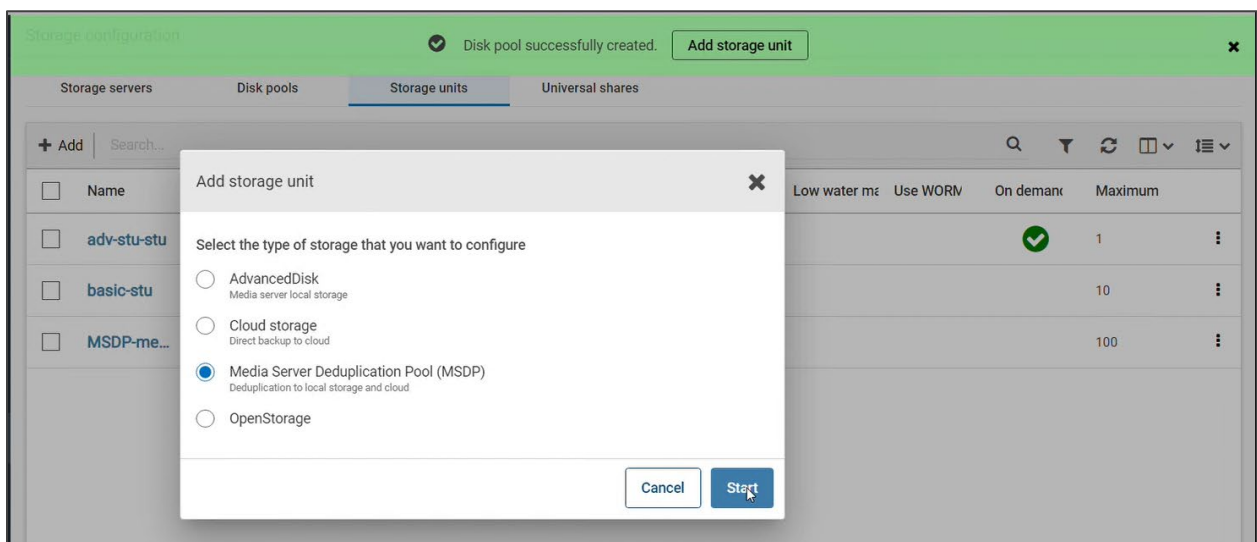 Storage configuration
Disk pool successfully created. Add storage unit
Storage servers Disk pools Storage units Universal shares
Add Search...
Name Low water ma Use WORM On demand Maximum
Add storage unit
Select the type of storage that you want to configure
adv-stu-stu 1
AdvancedDisk
Media server local storage
basic-stu 10
Cloud storage
Direct backup to cloud
MSDP-me... 100
Media Server Deduplication Pool (MSDP)
Deduplication to local storage and cloud
OpenStorage
Cancel Start